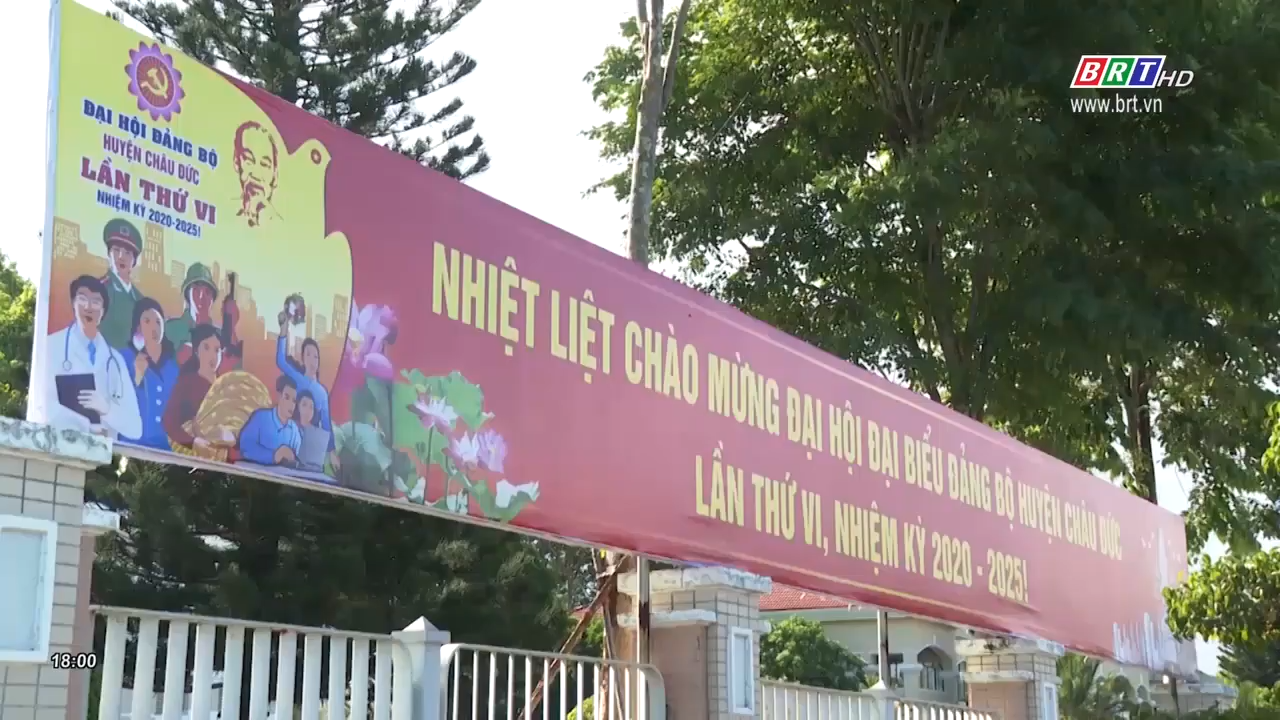 BRT HD
www.brt.vn
ĐẠI HỘI ĐẢNG BỘ
HUYỆN CHÂU ĐỨC
LẦN THỨ VI
NHIỆM KỲ 2020-2025!
NHIỆT LIỆT CHÀO MỪNG ĐẠI HỘI ĐẠI BIỂU ĐẢNG BỘ HUYỆN CHÂU ĐỨC
LẦN THỨ VI, NHIỆM KỲ 2020 - 2025!
18:00